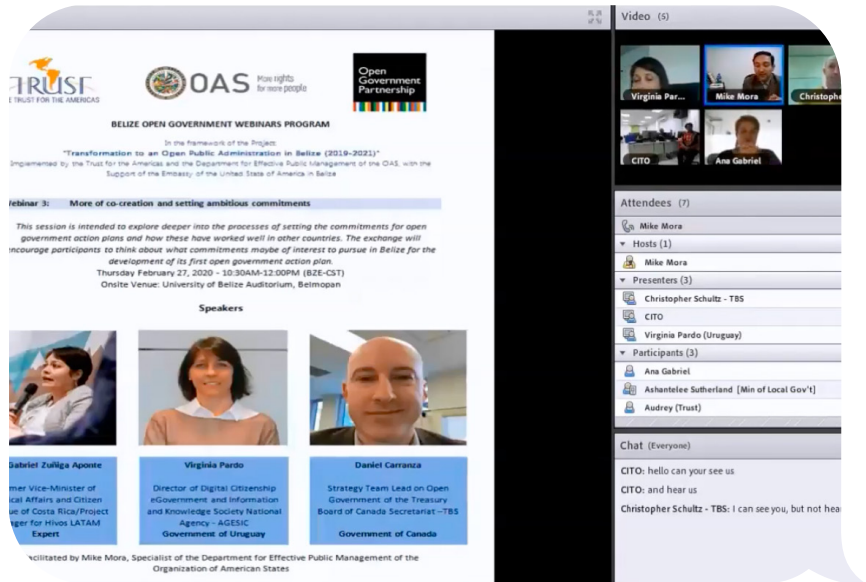 Video (5)
TRUST
E TRUST FOR THE AMERICAS
OAS More rights
for more people
Open
Government
Partnership
BELIZE OPEN GOVERNMENT WEBINARS PROGRAM
In the framework of the Project
"Transformation to an Open Public Administration in Belize (2019-2021)"
Implemented by the Trust for the Americas and the Department for Effective Public Management of the OAS, with the
Support of the Embassy of the United State of America in Belize
ebinar 3: More of co-creation and setting ambitious commitments
This session is intended to explore deeper into the processes of setting the commitments for open
government action plans and how these have worked well in other countries. The exchange will
ncourage participants to think about what commitments maybe of interest to pursue in Belize for the
development of its first open government action plan.
Thursday February 27, 2020 - 10:30AM-12:00PM (BZE-CST)
Onsite Venue: University of Belize Auditorium, Belmopan
Speakers
Gabriel Zuñiga Aponte
mer Vice-Minister of
ical Affairs and Citizen
ue of Costa Rica/Project
ager for Hivos LATAM
Expert
Virginia Pardo
Director of Digital Citizenship
eGovernment and Information
and Knowledge Society National
Agency - AGESIC
Government of Uruguay
Daniel Carranza
Strategy Team Lead on Open
Government of the Treasury
Board of Canada Secretariat –TBS
Government of Canada
acilitated by Mike Mora, Specialist of the Department for Effective Public Management of the
Organization of American States
Virginia Par...
Mike Mora
Christophe
CITO
Ana Gabriel
Attendees (7)
Mike Mora
Hosts (1)
Mike Mora
Presenters (3)
Christopher Schultz - TBS
CITO
Virginia Pardo (Uruguay)
Participants (3)
Ana Gabriel
Ashantelee Sutherland [Min of Local Gov't]
Audrey (Trust)
Chat (Everyone)
CITO: hello can your see us
CITO: and hear us
Christopher Schultz - TBS: I can see you, but not hea